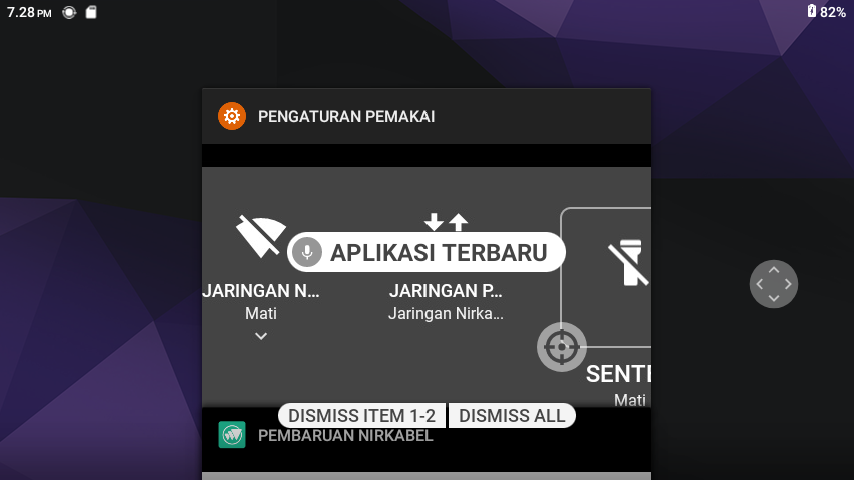 7.28 PM
82%
PENGATURAN PEMAKAI
APLIKASI TERBARU
JARINGAN N...
JARINGAN P...
Mati
Jaringan Nirka...
SENTE
Mati
DISMISS ITEM 1-2
DISMISS ALL
PEMBARUAN NIRKABEL